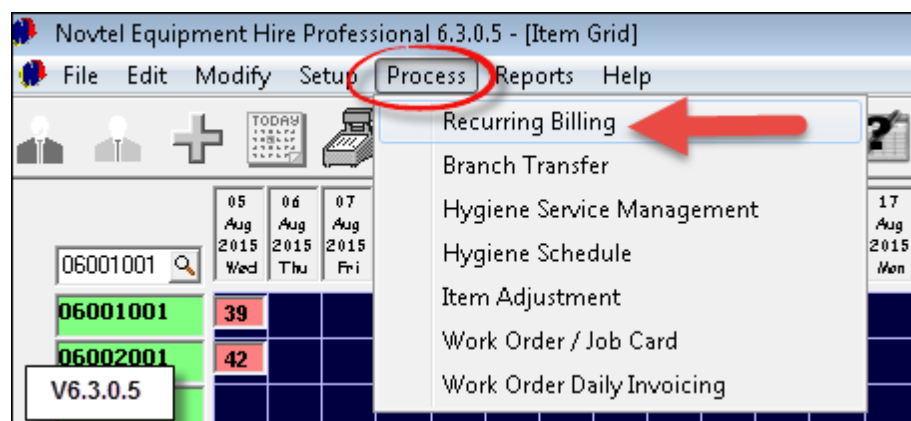 Novtel Equipment Hire Professional 6.3.0.5 - [Item Grid]
File Edit Modify Setup Process Reports Help
TODAY
Recurring Billing
Branch Transfer
Hygiene Service Management
Hygiene Schedule
Item Adjustment
Work Order / Job Card
Work Order Daily Invoicing
05 Aug 2015 Wed
06 Aug 2015 Thu
07 Aug 2015 Fri
17 Aug 2015 Mon
06001001
06001001 39
06002001 42
V6.3.0.5